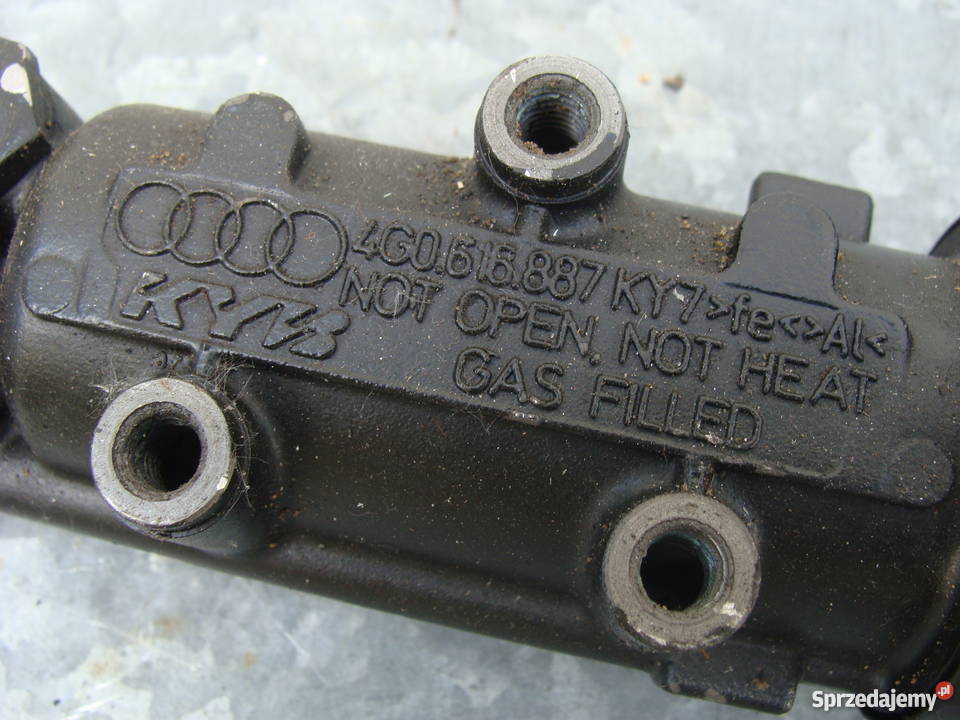 4G0.616.887 KY7>fe<>Al<
KYB
NOT OPEN. NOT HEAT
GAS FILLED
Sprzedajemy.pl